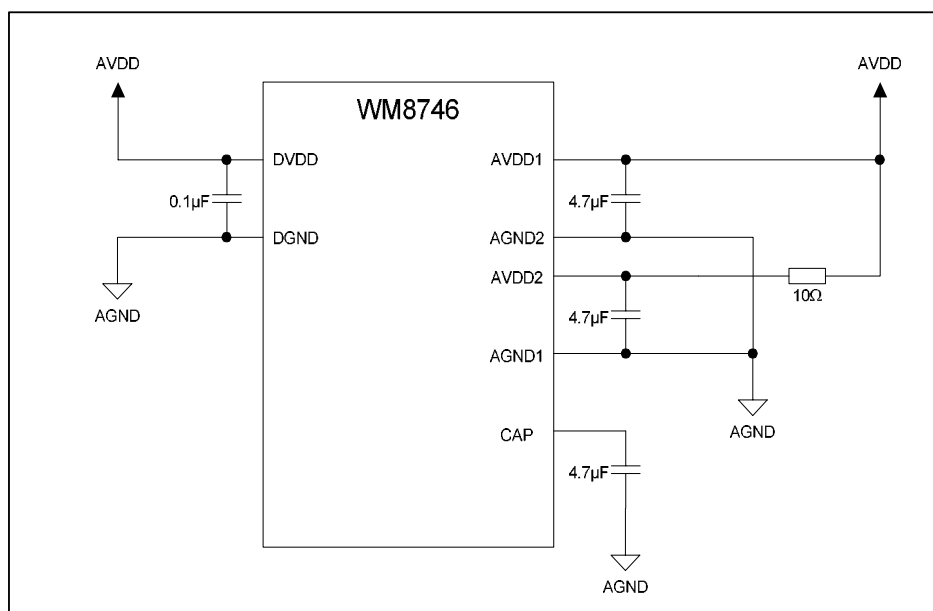 AVDD
AVDD
WM8746
DVDD
AVDD1
0.1µF
4.7µF
DGND
AGND2
AVDD2
10Ω
AGND
4.7µF
AGND1
AGND
CAP
4.7µF
AGND